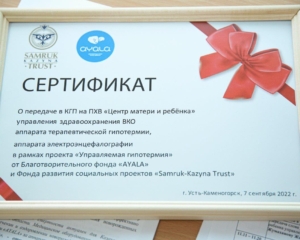 SAMRUK
KAZYNA
TRUST
AYALA
СЕРТИФИКАТ
О передаче в КГП на ПХВ «Центр матери и ребёнка»
управления здравоохранения ВКО
аппарата терапевтической гипотермии,
аппарата электроэнцефалографии
в рамках проекта «Управляемая гипотермия»
от Благотворительного фонда «AYALA»
и Фонда развития социальных проектов «Samruk-Kazyna Trust»
г. Усть-Каменогорск, 7 сентября 2022 г.